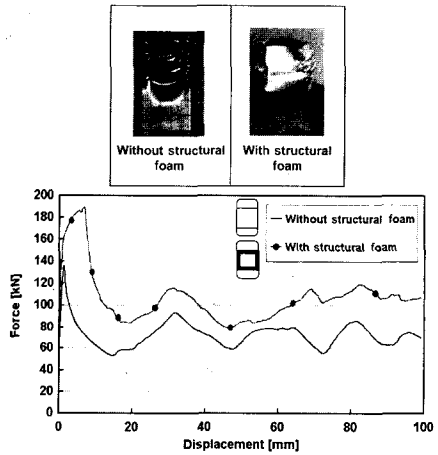 Without structural
foam
With structural
foam
200
180
160
140
120
100
80
60
40
20
0
Force [kN]
Without structural foam
With structural foam
0
20
40
60
80
100
Displacement [mm]